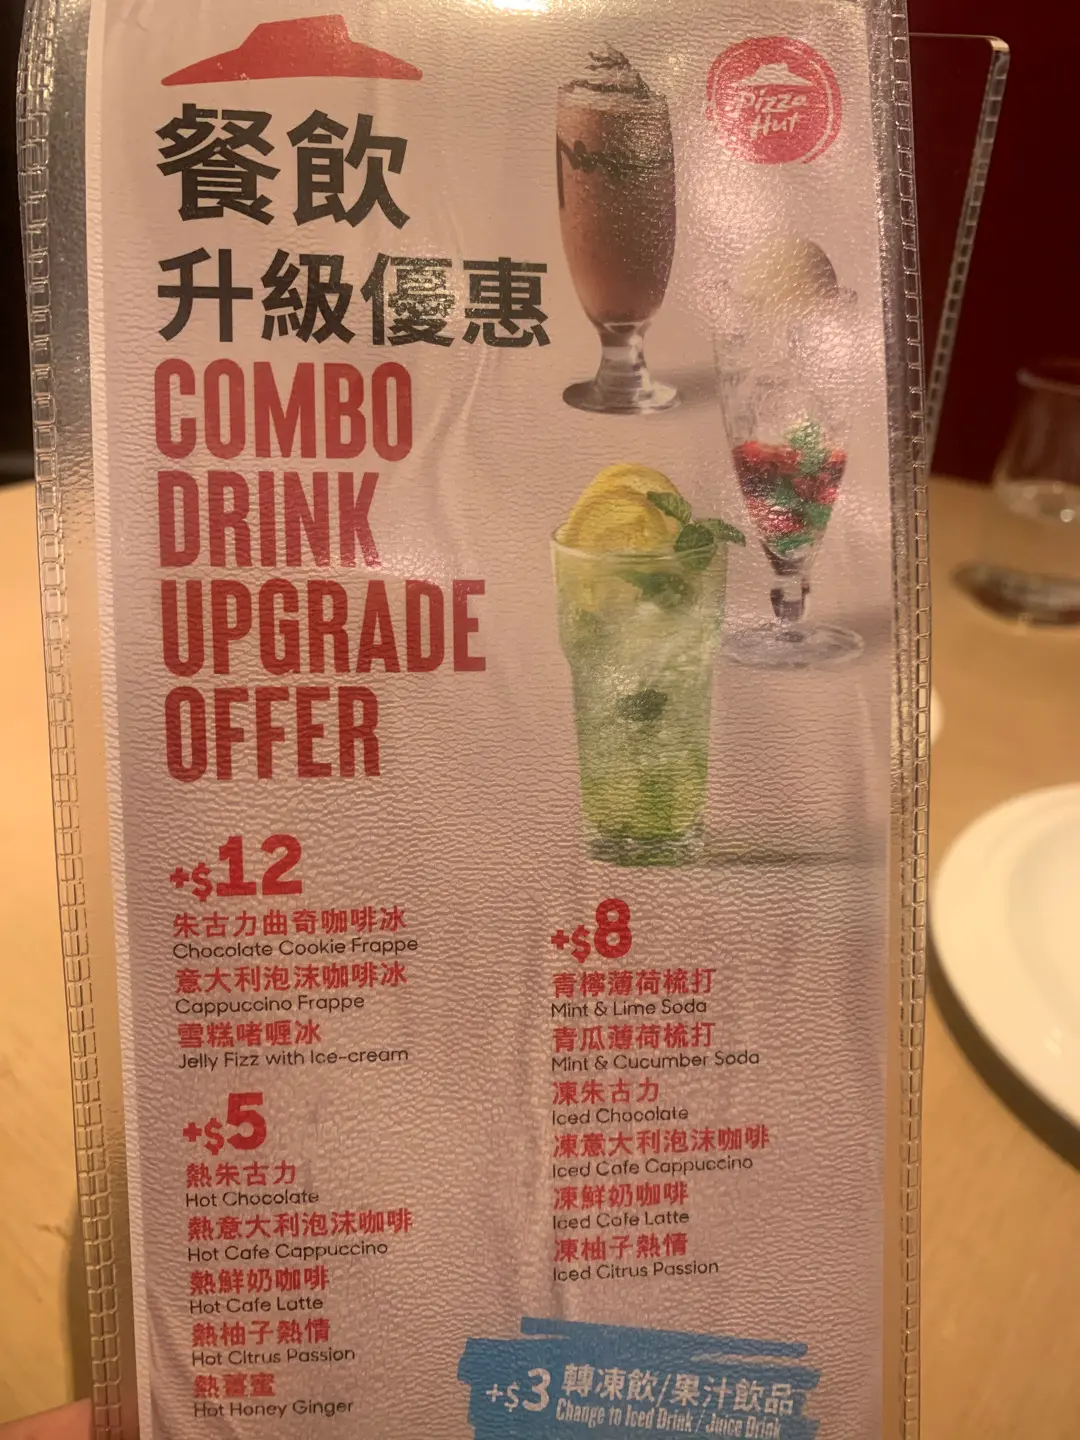 Pizza
Hut
餐飲
升級優惠
COMBO
DRINK
UPGRADE
OFFER
+$12
朱古力曲奇咖啡冰
Chocolate Cookie Frappe
意大利泡沫咖啡冰
Cappuccino Frappe
雪糕啫喱冰
Jelly Fizz with Ice-cream
+$5
熱朱古力
Hot Chocolate
熱意大利泡沫咖啡
Hot Cafe Cappuccino
熱鮮奶咖啡
Hot Cafe Latte
熱柚子熱情
Hot Citrus Passion
熱薑蜜
Hot Honey Ginger
+$8
青檸薄荷梳打
Mint & Lime Soda
青瓜薄荷梳打
Mint & Cucumber Soda
凍朱古力
Iced Chocolate
凍意大利泡沫咖啡
Iced Cafe Cappuccino
凍鮮奶咖啡
Iced Cafe Latte
凍柚子熱情
Iced Citrus Passion
+$3 轉凍飲/果汁飲品
Change to Iced Drink / Juice Drink